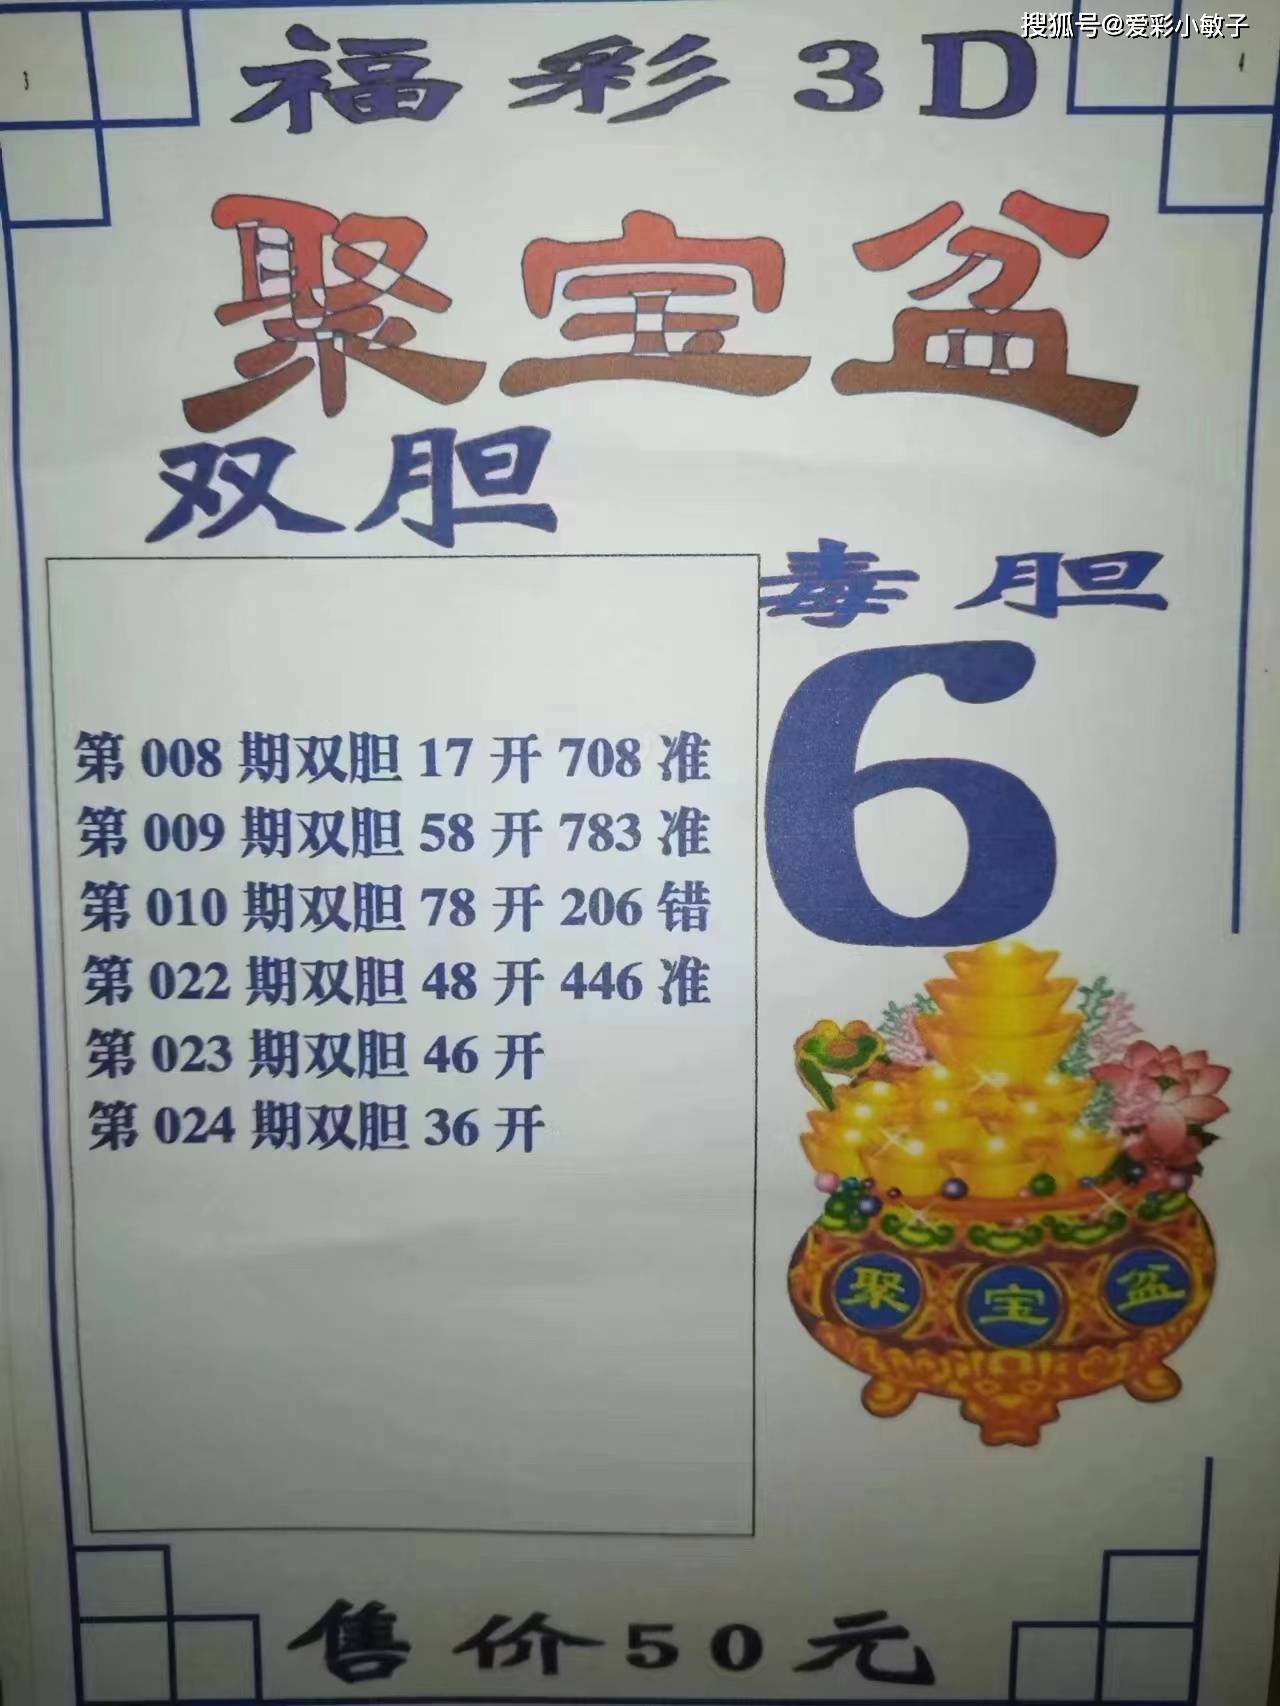 搜狐号@爱彩小敏子
3
4
福彩3D
聚宝盆
双胆
毒胆
6
第008期双胆17开708准
第009期双胆58开783准
第010期双胆78开206错
第022期双胆48开446准
第023期双胆46开
第024期双胆36开
聚宝盆
售价50元